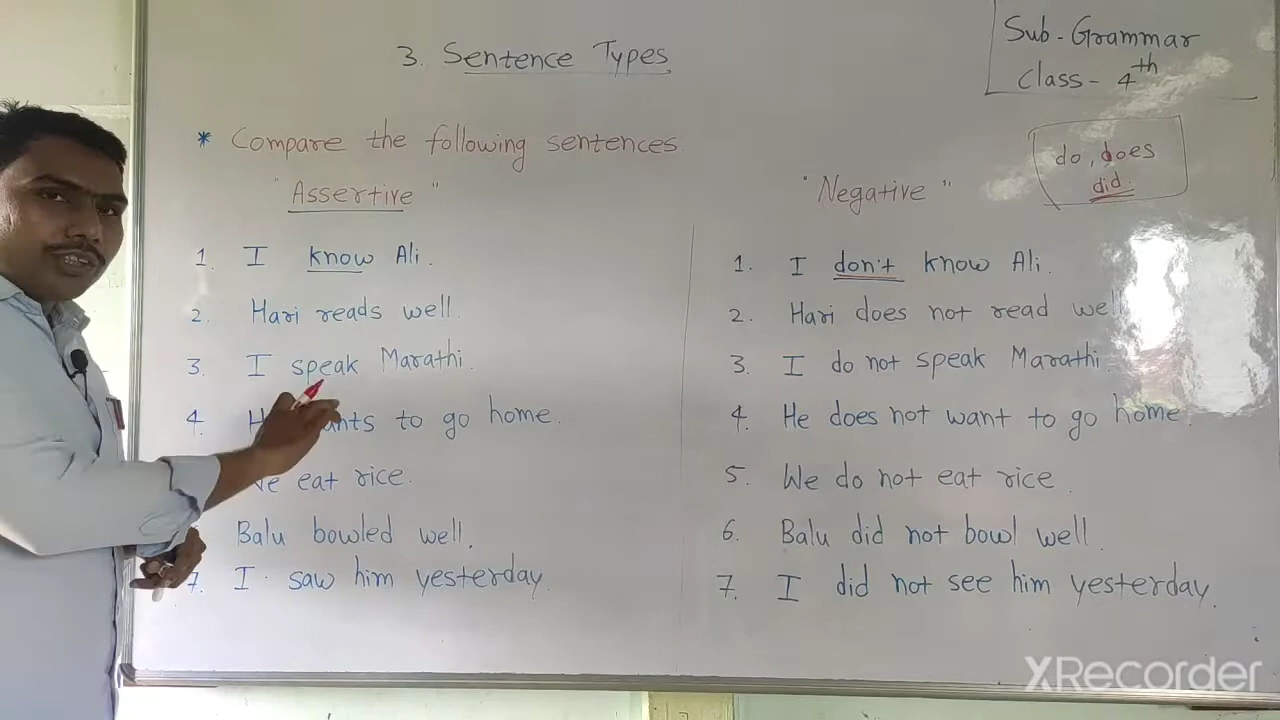 3. Sentence Types
Sub-Grammar
Class- 4th
* Compare the following sentences
do, does
did.
"Assertive"
1. I know Ali.
2. Hari reads well.
3. I speak Marathi.
4. to go home.
eat rice.
Balu bowled well.
7. I saw him yesterday.
"Negative"
1. I don't know Ali.
2. Hari does not read well
3. I do not speak Marathi.
4. He does not want to go home.
5. We do not eat rice.
6. Balu did not bowl well.
7. I did not see him yesterday.
XRecorder